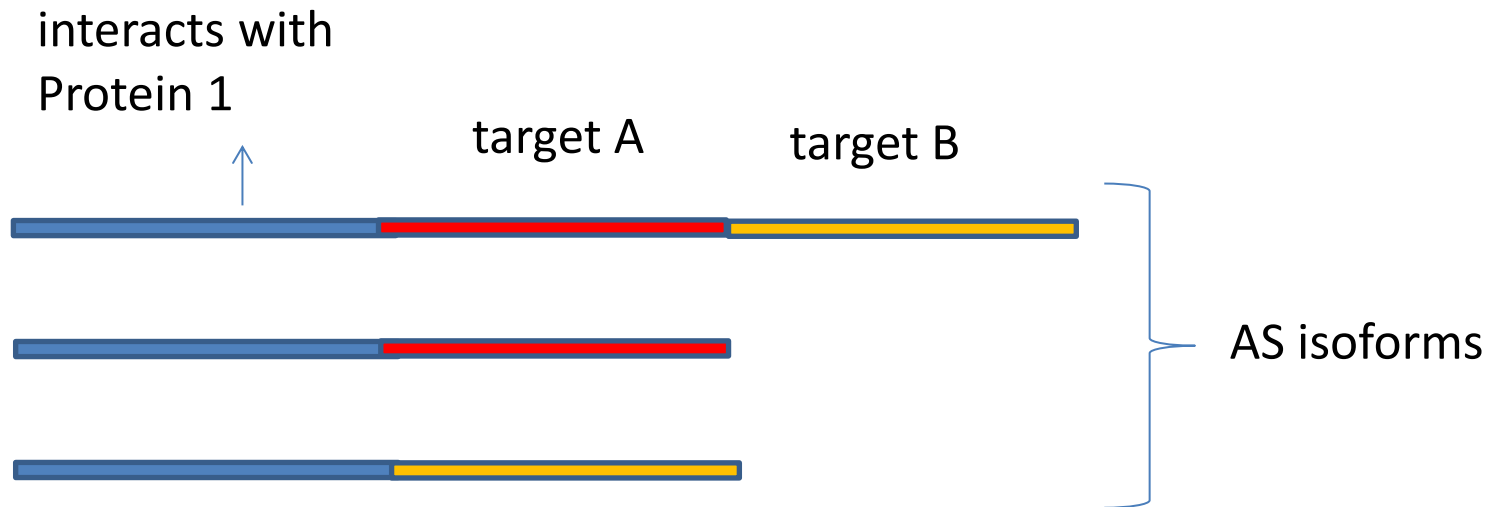 interacts with
Protein 1
target A
target B
AS isoforms